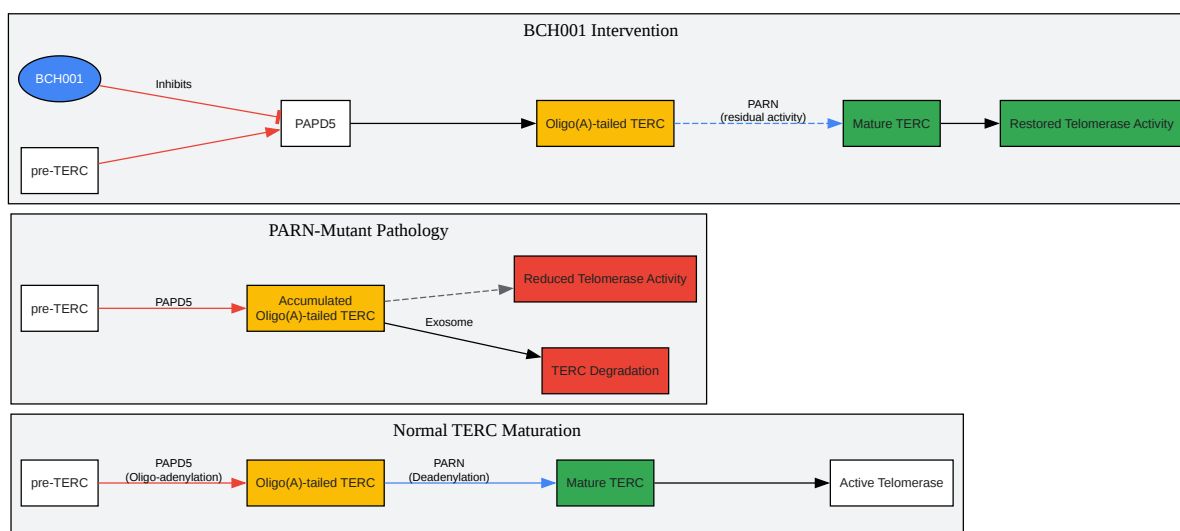 BCH001 Intervention
BCH001
Inhibits
PAPD5
pre-TERC
Oligo(A)-tailed TERC
PARN
(residual activity)
Mature TERC
Restored Telomerase Activity
PARN-Mutant Pathology
pre-TERC
PAPD5
Accumulated
Oligo(A)-tailed TERC
Reduced Telomerase Activity
Exosome
TERC Degradation
Normal TERC Maturation
pre-TERC
PAPD5
(Oligo-adenylation)
Oligo(A)-tailed TERC
PARN
(Deadenylation)
Mature TERC
Active Telomerase